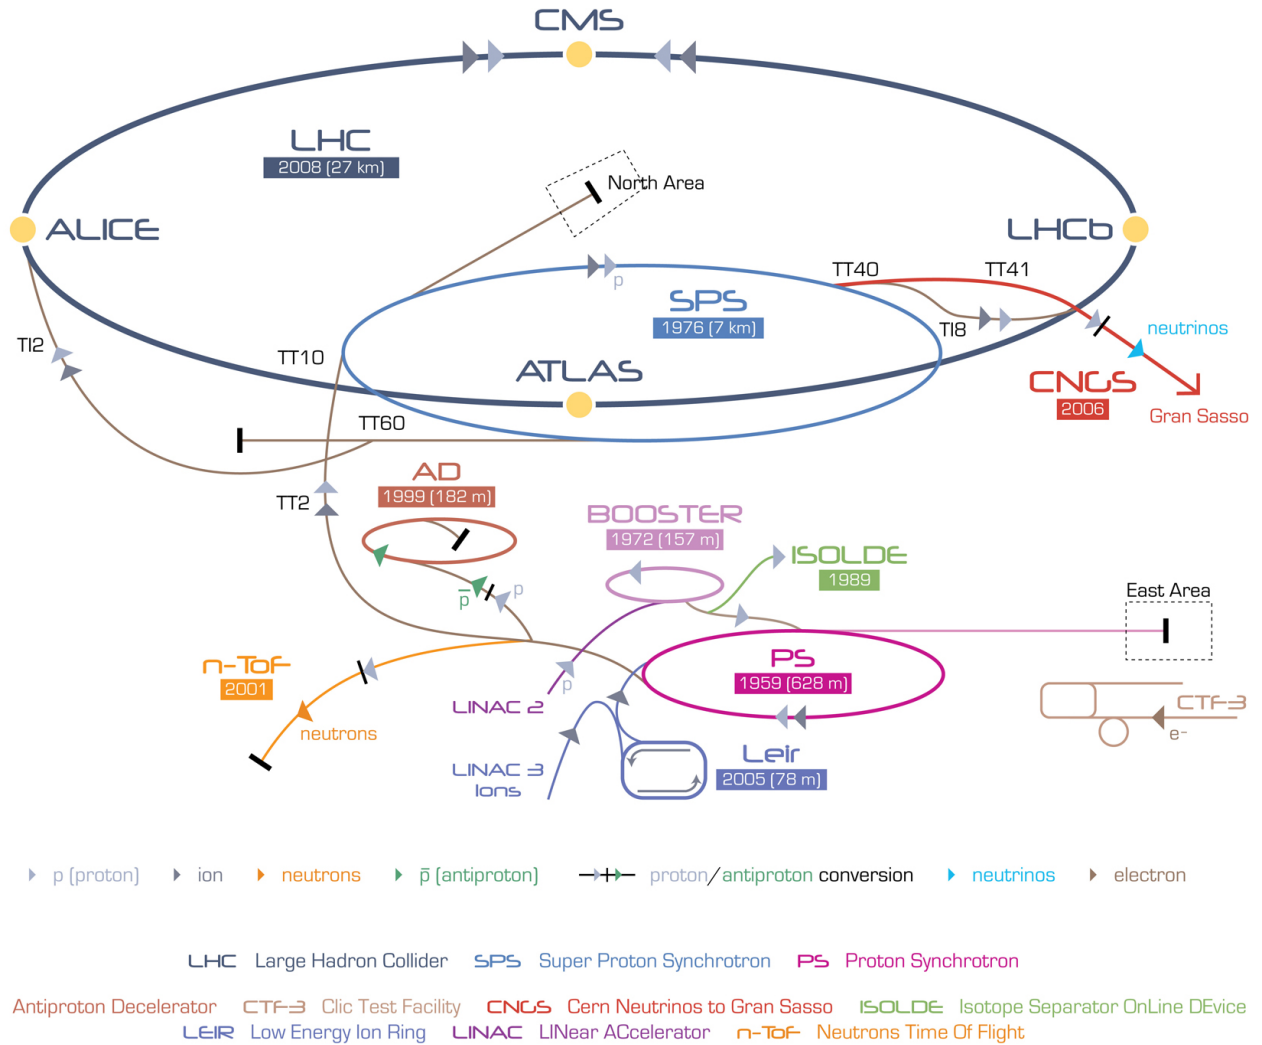 CMS
LHC
2008 (27 km)
North Area
ALICE
LHCb
TT40
TT41
p
SPS
1976 (7 km)
TI8
neutrinos
TI2
TT10
ATLAS
CNGS
2006
Gran Sasso
TT60
AD
1999 (182 m)
TT2
BOOSTER
1972 (157 m)
ISOLDE
1989
p
p̄
East Area
n-ToF
2001
PS
1959 (628 m)
p
LINAC 2
neutrons
CTF-3
e-
LINAC 3
Ions
Leir
2005 (78 m)
p (proton) ion neutrons p̄ (antiproton) proton/antiproton conversion neutrinos electron
LHC Large Hadron Collider SPS Super Proton Synchrotron PS Proton Synchrotron
Antiproton Decelerator CTF-3 Clic Test Facility CNGS Cern Neutrinos to Gran Sasso ISOLDE Isotope Separator OnLine DEvice
LEIR Low Energy Ion Ring LINAC LINear ACcelerator n-ToF Neutrons Time Of Flight